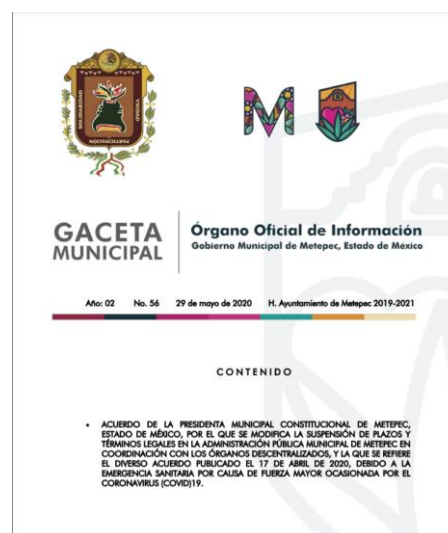 SOLIDARIDAD
UNIDAD
PARTICIPACIÓN
M
GACETA
MUNICIPAL
Órgano Oficial de Información
Gobierno Municipal de Metepec, Estado de México
Año: 02 No. 56 29 de mayo de 2020 H. Ayuntamiento de Metepec 2019-2021
CONTENIDO
• ACUERDO DE LA PRESIDENTA MUNICIPAL CONSTITUCIONAL DE METEPEC,
ESTADO DE MÉXICO, POR EL QUE SE MODIFICA LA SUSPENSIÓN DE PLAZOS Y
TÉRMINOS LEGALES EN LA ADMINISTRACIÓN PÚBLICA MUNICIPAL DE METEPEC EN
COORDINACIÓN CON LOS ÓRGANOS DESCENTRALIZADOS, Y LA QUE SE REFIERE
EL DIVERSO ACUERDO PUBLICADO EL 17 DE ABRIL DE 2020, DEBIDO A LA
EMERGENCIA SANITARIA POR CAUSA DE FUERZA MAYOR OCASIONADA POR EL
CORONAVIRUS (COVID)19.